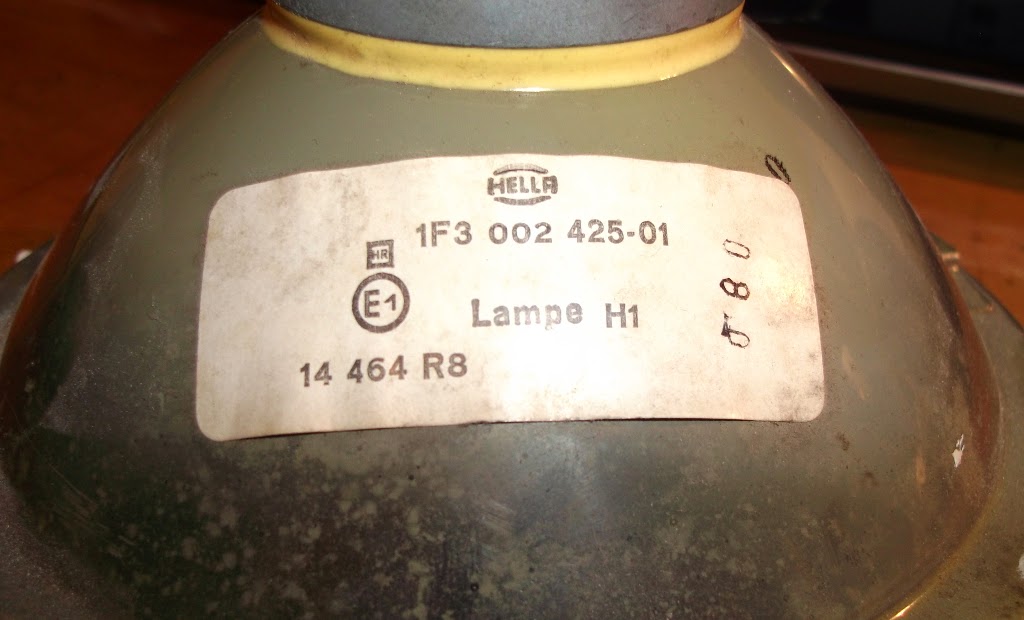 HELLA
1F3 002 425-01
HR
E1
Lampe H1
14 464 R8